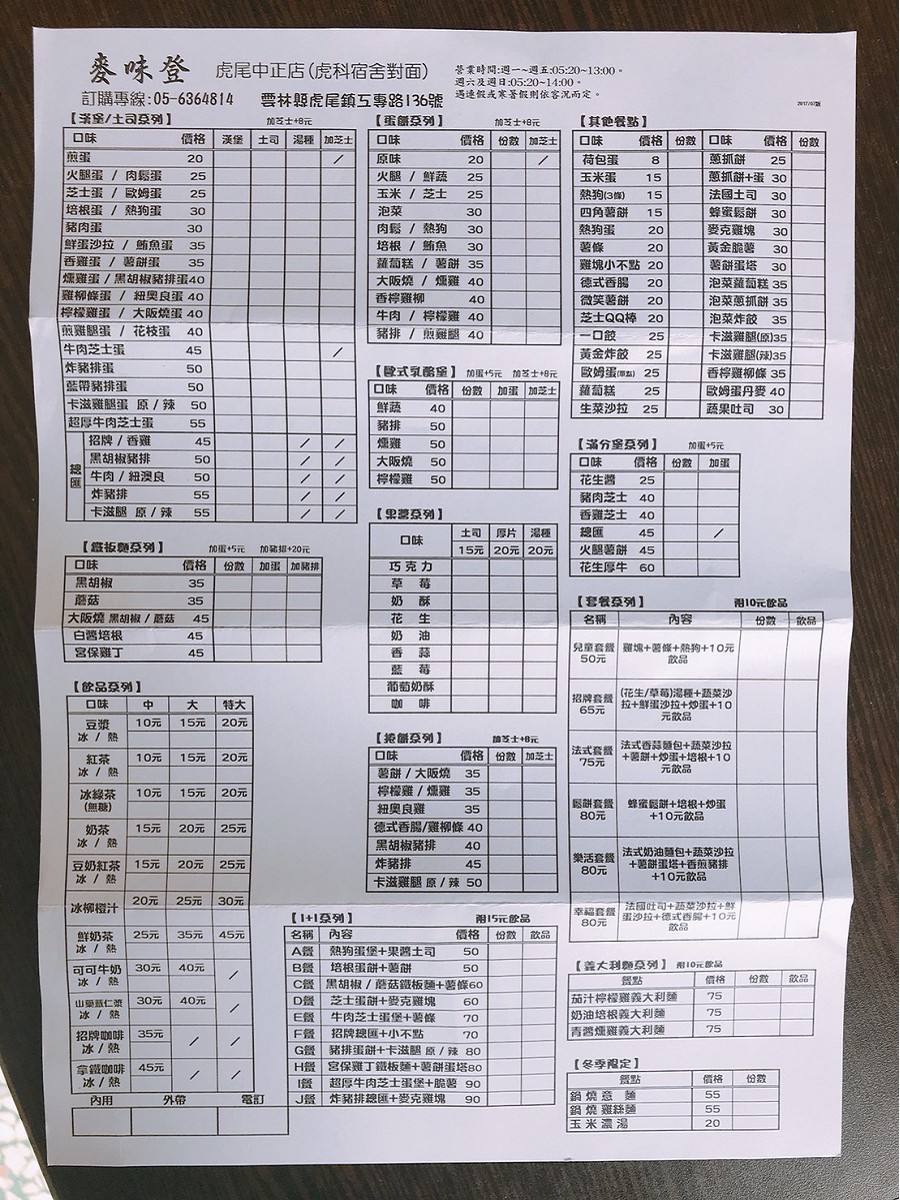 麥味登 虎尾中正店(虎科宿舍對面)
訂購專線:05-6364814 雲林縣虎尾鎮互專路136號
營業時間:週一~週五:05:20~13:00。
週六及週日:05:20~14:00。
遇連假或寒暑假則依客況而定。
2017/07版
【漢堡/土司系列】 加芝士+8元
口味 價格 漢堡 土司 湯種 加芝士
煎蛋 20 /
火腿蛋 / 肉鬆蛋 25
芝士蛋 / 歐姆蛋 25
培根蛋 / 熱狗蛋 30
豬肉蛋 30
鮮蛋沙拉 / 鮪魚蛋 35
香雞蛋 / 薯餅蛋 35
燻雞蛋 / 黑胡椒豬排蛋 40
雞柳條蛋 / 紐奧良蛋 40
檸檬雞蛋 / 大阪燒蛋 40
煎雞腿蛋 / 花枝蛋 40
牛肉芝士蛋 45 /
炸豬排蛋 50
藍帶豬排蛋 50
卡滋雞腿蛋 原 / 辣 50
超厚牛肉芝士蛋 55
總匯
招牌 / 香雞 45 / /
黑胡椒豬排 50 / /
牛肉 / 紐澳良 50 / /
炸豬排 55 / /
卡滋腿 原 / 辣 55 / /
【鐵板麵系列】 加蛋+5元 加豬排+20元
口味 價格 份數 加蛋 加豬排
黑胡椒 35
蘑菇 35
大阪燒 黑胡椒 / 蘑菇 45
白醬培根 45
宮保雞丁 45
【飲品系列】
口味 中 大 特大
豆漿 冰 / 熱 10元 15元 20元
紅茶 冰 / 熱 10元 15元 20元
冰綠茶 (無糖) 10元 15元 20元
奶茶 冰 / 熱 15元 20元 25元
豆奶紅茶 冰 / 熱 15元 20元 25元
冰柳橙汁 20元 25元 30元
鮮奶茶 冰 / 熱 25元 35元 45元
可可牛奶 冰 / 熱 30元 40元 /
山藥薏仁漿 冰 / 熱 30元 40元 /
招牌咖啡 冰 / 熱 35元 / /
拿鐵咖啡 冰 / 熱 45元 / /
內用 外帶 電訂
【蛋餅系列】 加芝士+8元
口味 價格 份數 加芝士
原味 20 /
火腿 / 鮮蔬 25
玉米 / 芝士 25
泡菜 30
肉鬆 / 熱狗 30
培根 / 鮪魚 30
蘿蔔糕 / 薯餅 35
大阪燒 / 燻雞 40
香檸雞柳 40
牛肉 / 檸檬雞 40
豬排 / 煎雞腿 40
【歐式乳酪堡】 加蛋+5元 加芝士+8元
口味 價格 份數 加蛋 加芝士
鮮蔬 40
豬排 50
燻雞 50
大阪燒 50
檸檬雞 50
【果醬系列】
口味 土司 厚片 湯種
15元 20元 20元
巧克力
草莓
奶酥
花生
奶油
香蒜
藍莓
葡萄奶酥
咖啡
【捲餅系列】 加芝士+8元
口味 價格 份數 加芝士
薯餅 / 大阪燒 35
檸檬雞 / 燻雞 35
紐奧良雞 35
德式香腸/雞柳條 40
黑胡椒豬排 40
炸豬排 45
卡滋雞腿 原 / 辣 50
【1+1系列】 附15元飲品
名稱 內容 價格 份數 飲品
A餐 熱狗蛋堡+果醬土司 50
B餐 培根蛋餅+薯餅 50
C餐 黑胡椒 / 蘑菇鐵板麵+薯條 60
D餐 芝士蛋餅+麥克雞塊 60
E餐 牛肉芝士蛋堡+薯條 70
F餐 招牌總匯+小不點 70
G餐 豬排蛋餅+卡滋腿 原 / 辣 80
H餐 宮保雞丁鐵板麵+薯餅蛋塔 80
I餐 超厚牛肉芝士蛋堡+脆薯 90
J餐 炸豬排總匯+麥克雞塊 90
【其他餐點】
口味 價格 份數 口味 價格 份數
荷包蛋 8 蔥抓餅 25
玉米蛋 15 蔥抓餅+蛋 30
熱狗(3條) 15 法國土司 30
四角薯餅 15 蜂蜜鬆餅 30
熱狗蛋 20 麥克雞塊 30
薯條 20 黃金脆薯 30
雞塊小不點 20 薯餅蛋塔 30
德式香腸 20 泡菜蘿蔔糕 35
微笑薯餅 20 泡菜蔥抓餅 35
芝士QQ棒 20 泡菜炸餃 35
一口餃 25 卡滋雞腿(原) 35
黃金炸餃 25 卡滋雞腿(辣) 35
歐姆蛋(單點) 25 香檸雞柳條 35
蘿蔔糕 25 歐姆蛋丹麥 40
生菜沙拉 25 蔬果吐司 30
【滿分堡系列】 加蛋+5元
口味 價格 份數 加蛋
花生醬 25
豬肉芝士 40
香雞芝士 40
總匯 45 /
火腿薯餅 45
花生厚牛 60
【套餐系列】 附10元飲品
名稱 內容 份數 飲品
兒童套餐 50元 雞塊+薯條+熱狗+10元飲品
招牌套餐 65元 (花生/草莓)湯種+蔬菜沙拉+鮮蛋沙拉+炒蛋+10元飲品
法式套餐 75元 法式香蒜麵包+蔬菜沙拉+薯餅+炒蛋+培根+10元飲品
鬆餅套餐 80元 蜂蜜鬆餅+培根+炒蛋+10元飲品
樂活套餐 80元 法式奶油麵包+蔬菜沙拉+薯餅蛋塔+香煎豬排+10元飲品
幸福套餐 80元 法國吐司+蔬菜沙拉+鮮蛋沙拉+德式香腸+10元飲品
【義大利麵系列】 附10元飲品
餐點 價格 份數 飲品
茄汁檸檬雞義大利麵 75
奶油培根義大利麵 75
青醬燻雞義大利麵 75
【冬季限定】
餐點 價格 份數
鍋燒意麵 55
鍋燒雞絲麵 55
玉米濃湯 20